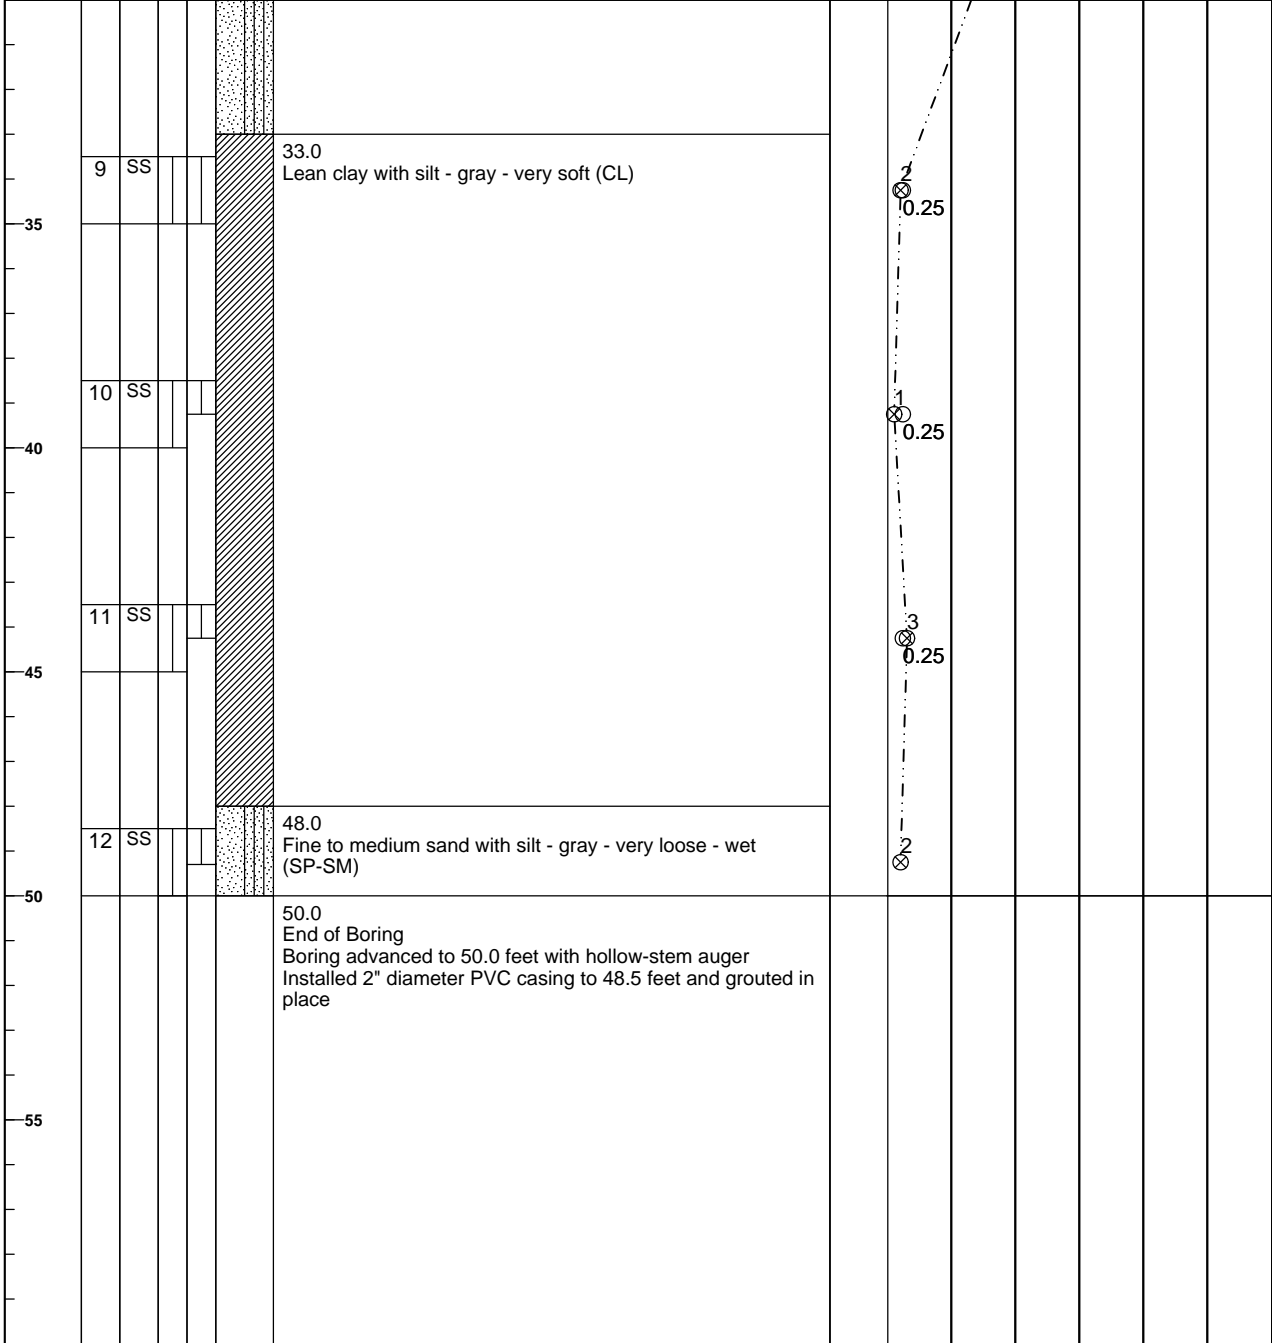 33.0
Lean clay with silt - gray - very soft (CL)
9 SS
2
0.25
35
10 SS
1
0.25
40
11 SS
3
0.25
45
48.0
Fine to medium sand with silt - gray - very loose - wet
(SP-SM)
12 SS
2
50
50.0
End of Boring
Boring advanced to 50.0 feet with hollow-stem auger
Installed 2" diameter PVC casing to 48.5 feet and grouted in
place
55